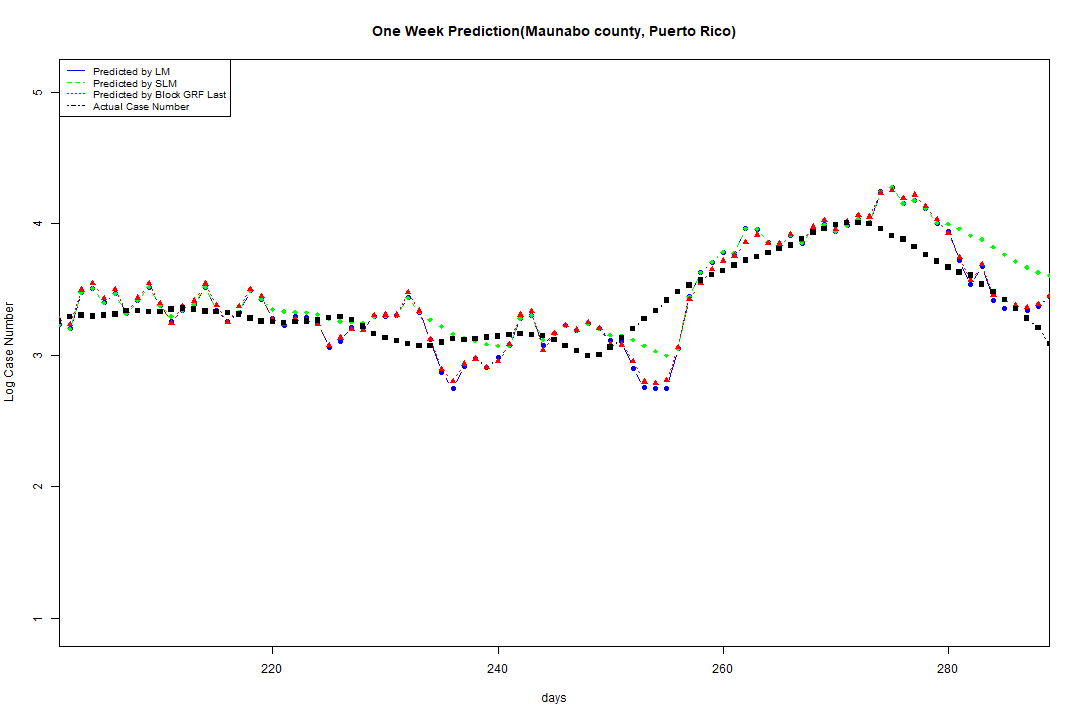 One Week Prediction(Maunabo county, Puerto Rico)
Predicted by LM
Predicted by SLM
Predicted by Block GRF Last
Actual Case Number
5
4
3
2
1
Log Case Number
220
240
260
280
days